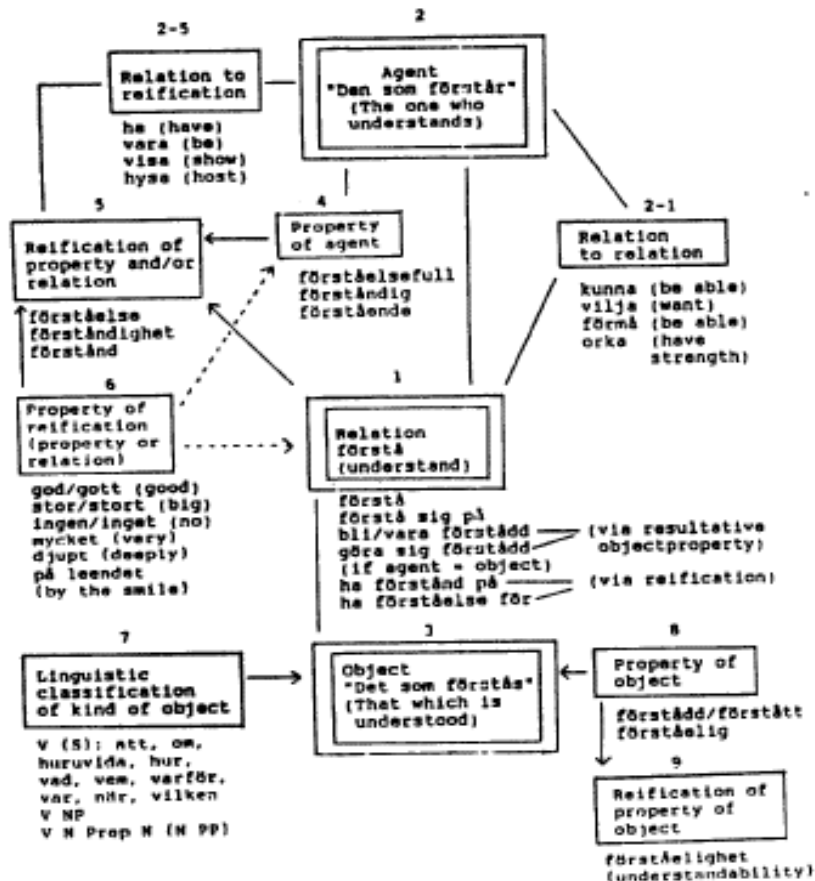 2-5
Relation to
reification
ha (have)
vara (be)
visa (show)
hysa (host)
2
Agent
"Den som förstår"
(The one who
understands)
5
Reification of
property and/or
relation
förståelse
förståndighet
förstånd
4
Property
of agent
förståelsefull
förståndig
förstående
2-1
Relation
to relation
kunna (be able)
vilja (want)
förmå (be able)
orka (have
strength)
6
Property of
reification
(property or
relation)
god/gott (good)
stor/stort (big)
ingen/inget (no)
mycket (very)
djupt (deeply)
på leendet
(by the smile)
1
Relation
förstå
(understand)
förstå
förstå sig på
bli/vara förstådd
göra sig förstådd
(if agent = object)
ha förstånd på
ha förståelse för
(via resultative
objectproperty)
(via reification)
7
Linguistic
classification
of kind of object
V (S): att, om,
huruvida, hur,
vad, vem, varför,
var, när, vilken
V NP
V N Prep N (N PP)
3
Object
"Det som förstås"
(That which is
understood)
8
Property of
object
förstådd/förstått
förståelig
9
Reification of
property of
object
förståelighet
(understandability)